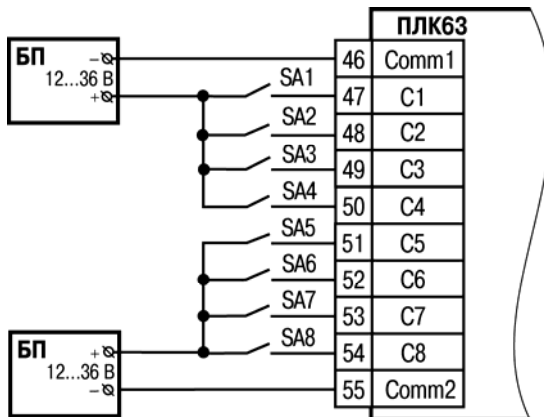 ПЛК63
БП
12...36 В
–
+
SA1
SA2
SA3
SA4
SA5
SA6
SA7
SA8
46 Comm1
47 C1
48 C2
49 C3
50 C4
51 C5
52 C6
53 C7
54 C8
55 Comm2
БП
12...36 В
+
–